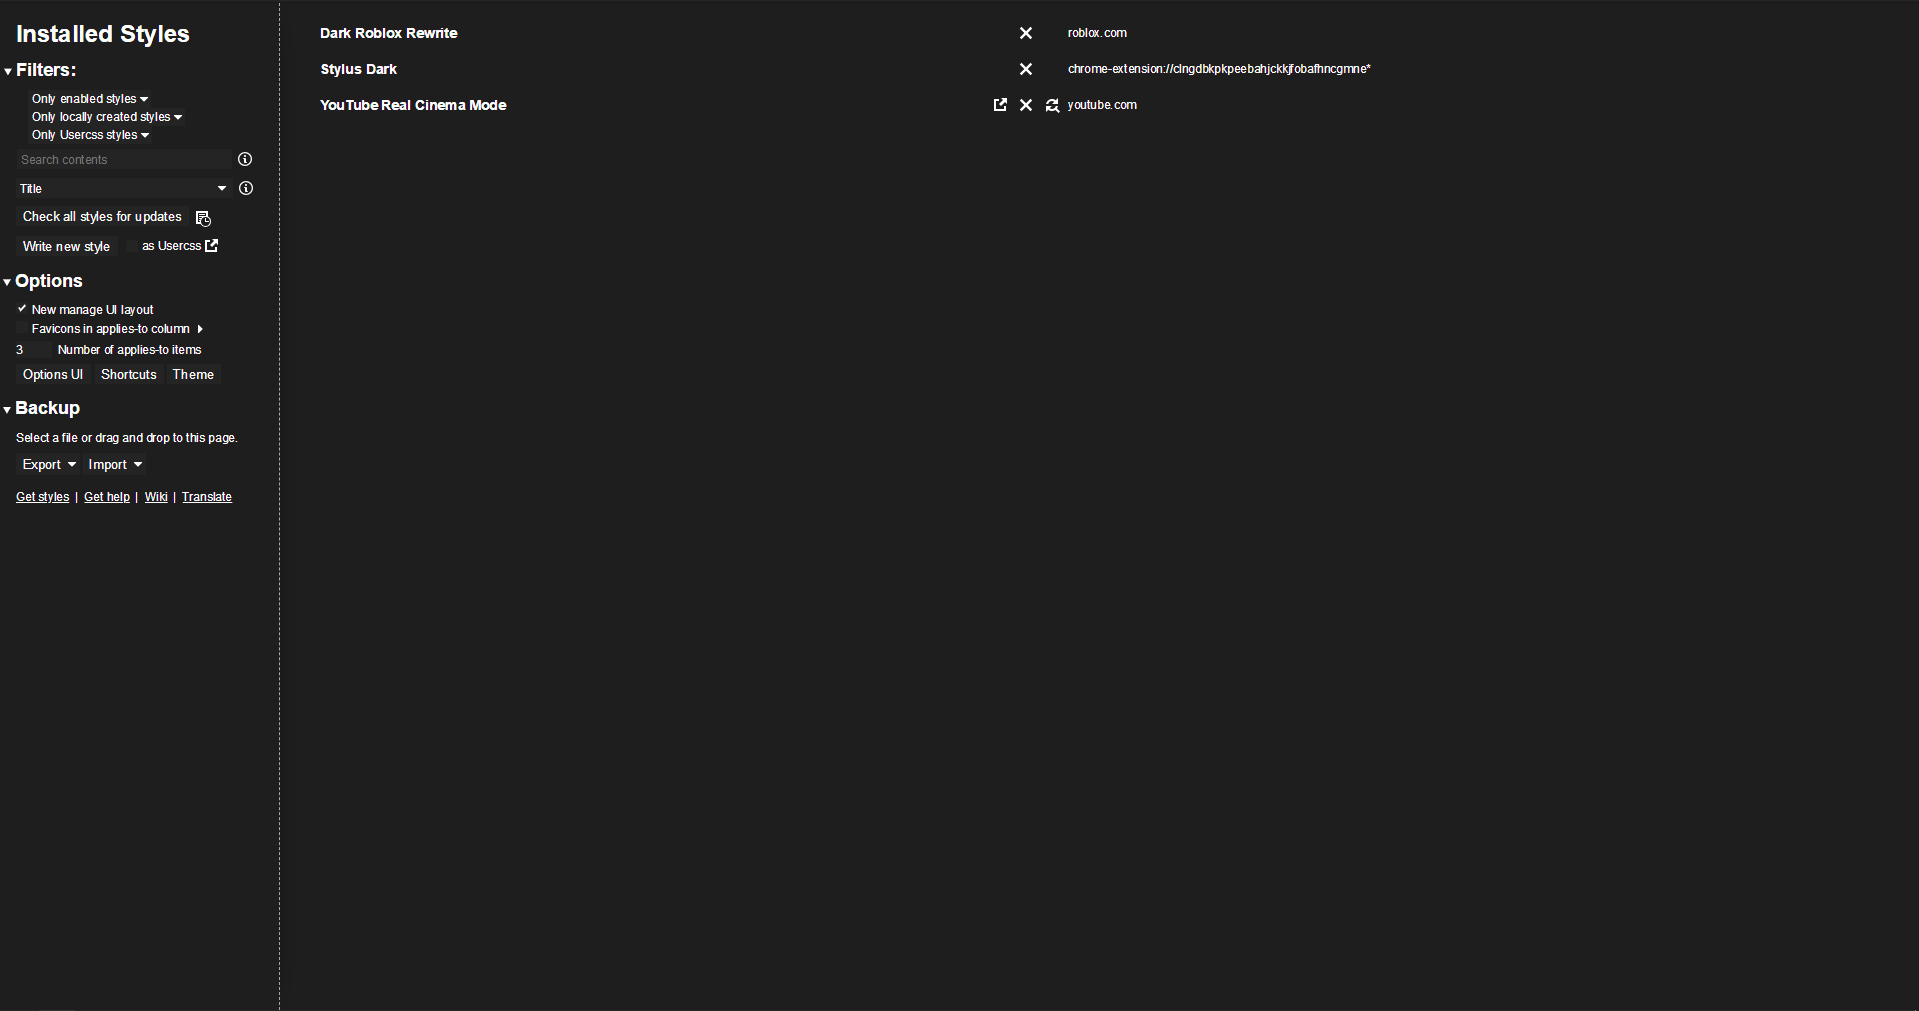 Installed Styles
Filters:
Only enabled styles
Only locally created styles
Only Usercss styles
Search contents
Title
Check all styles for updates
Write new style as Usercss
Options
New manage UI layout
Favicons in applies-to column
3 Number of applies-to items
Options UI Shortcuts Theme
Backup
Select a file or drag and drop to this page.
Export Import
Get styles | Get help | Wiki | Translate
Dark Roblox Rewrite roblox.com
Stylus Dark chrome-extension://clngdbkpkpeebahjckkjfobafhncgmne*
YouTube Real Cinema Mode youtube.com